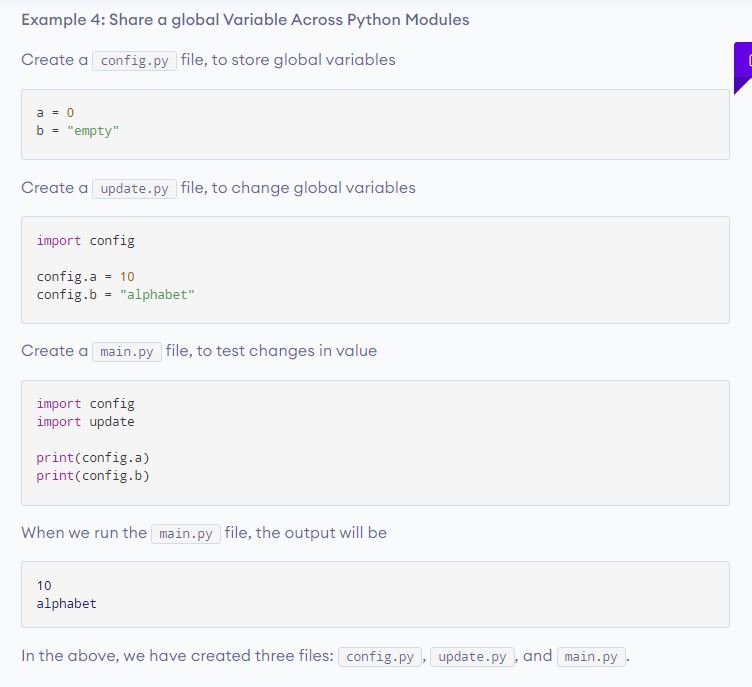 Example 4: Share a global Variable Across Python Modules
Create a config.py file, to store global variables
a = 0
b = "empty"
Create a update.py file, to change global variables
import config
config.a = 10
config.b = "alphabet"
Create a main.py file, to test changes in value
import config
import update
print(config.a)
print(config.b)
When we run the main.py file, the output will be
10
alphabet
In the above, we have created three files: config.py, update.py, and main.py.